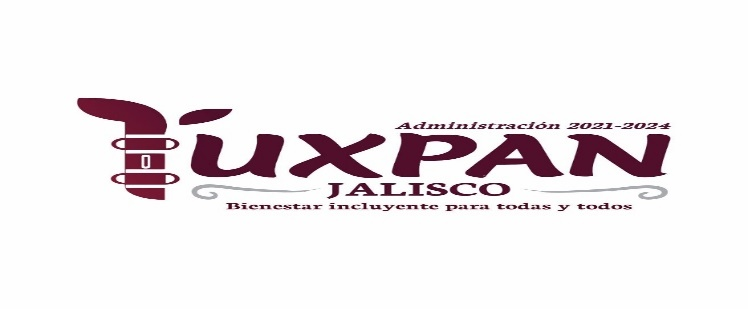 Administración 2021-2024
TUXPAN
JALISCO
Bienestar incluyente para todas y todos